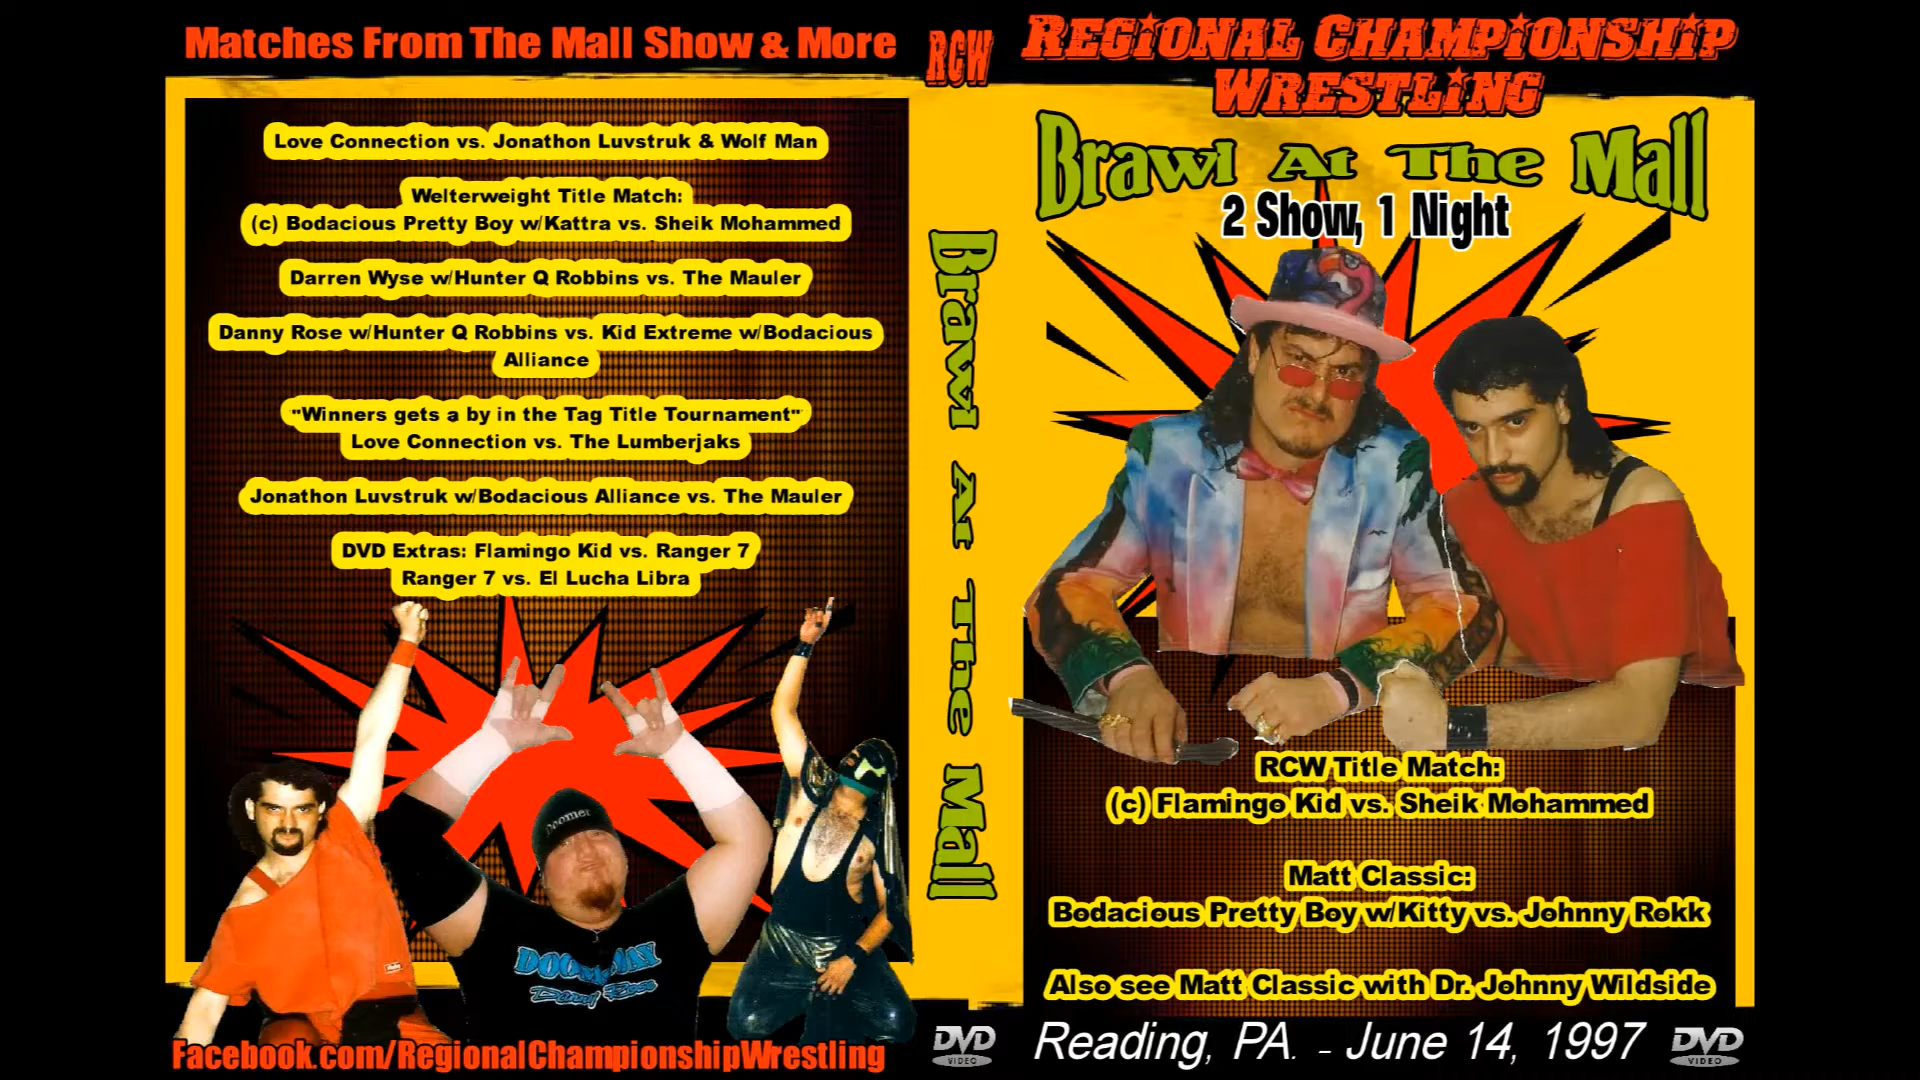 Matches From The Mall Show & More
Love Connection vs. Jonathon Luvstruk & Wolf Man
Welterweight Title Match:
(c) Bodacious Pretty Boy w/Kattra vs. Sheik Mohammed
Darren Wyse w/Hunter Q Robbins vs. The Mauler
Danny Rose w/Hunter Q Robbins vs. Kid Extreme w/Bodacious
Alliance
"Winners gets a by in the Tag Title Tournament"
Love Connection vs. The Lumberjaks
Jonathon Luvstruk w/Bodacious Alliance vs. The Mauler
DVD Extras: Flamingo Kid vs. Ranger 7
Ranger 7 vs. El Lucha Libra
Doomer
DOOMSDAY
Danny Rose
Facebook.com/RegionalChampionshipWrestling
RCW
Brawl At The Mall
DVD
VIDEO
Regional Championship
Wrestling
Brawl At The Mall
2 Show, 1 Night
RCW Title Match:
(c) Flamingo Kid vs. Sheik Mohammed
Matt Classic:
Bodacious Pretty Boy w/Kitty vs. Johnny Rokk
Also see Matt Classic with Dr. Johnny Wildside
Reading, PA. - June 14, 1997
DVD
VIDEO